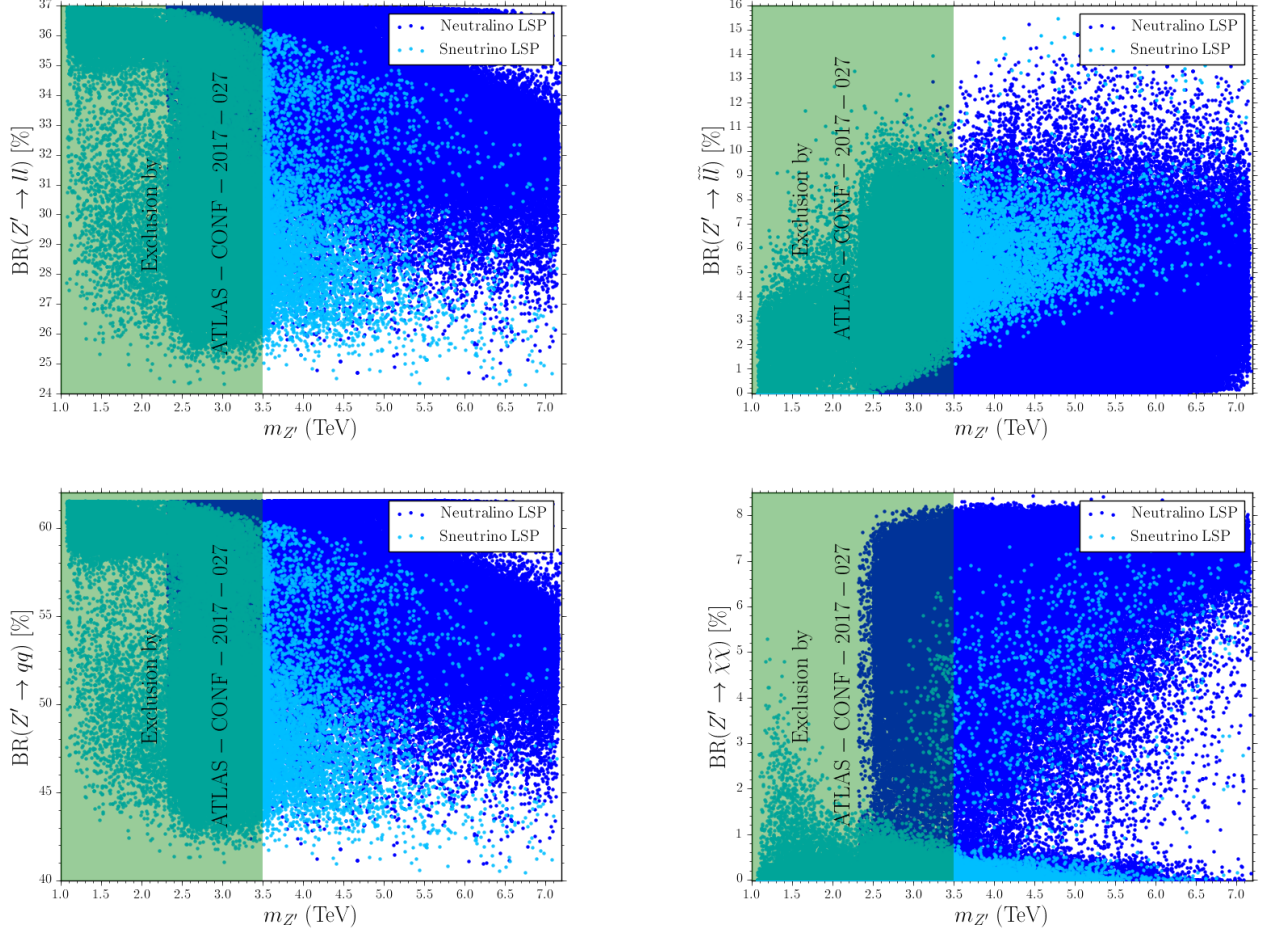 37
36
35
34
33
32
31
30
29
28
27
26
25
24
BR(Z′ → ll) [%]
Exclusion by
ATLAS − CONF − 2017 − 027
Neutralino LSP
Sneutrino LSP
1.0 1.5 2.0 2.5 3.0 3.5 4.0 4.5 5.0 5.5 6.0 6.5 7.0
m_{Z′} (TeV)
16
15
14
13
12
11
10
9
8
7
6
5
4
3
2
1
0
BR(Z′ → l̃l̃) [%]
Exclusion by
ATLAS − CONF − 2017 − 027
Neutralino LSP
Sneutrino LSP
1.0 1.5 2.0 2.5 3.0 3.5 4.0 4.5 5.0 5.5 6.0 6.5 7.0
m_{Z′} (TeV)
60
55
50
45
40
BR(Z′ → qq) [%]
Exclusion by
ATLAS − CONF − 2017 − 027
Neutralino LSP
Sneutrino LSP
1.0 1.5 2.0 2.5 3.0 3.5 4.0 4.5 5.0 5.5 6.0 6.5 7.0
m_{Z′} (TeV)
8
7
6
5
4
3
2
1
0
BR(Z′ → χ̃χ̃) [%]
Exclusion by
ATLAS − CONF − 2017 − 027
Neutralino LSP
Sneutrino LSP
1.0 1.5 2.0 2.5 3.0 3.5 4.0 4.5 5.0 5.5 6.0 6.5 7.0
m_{Z′} (TeV)